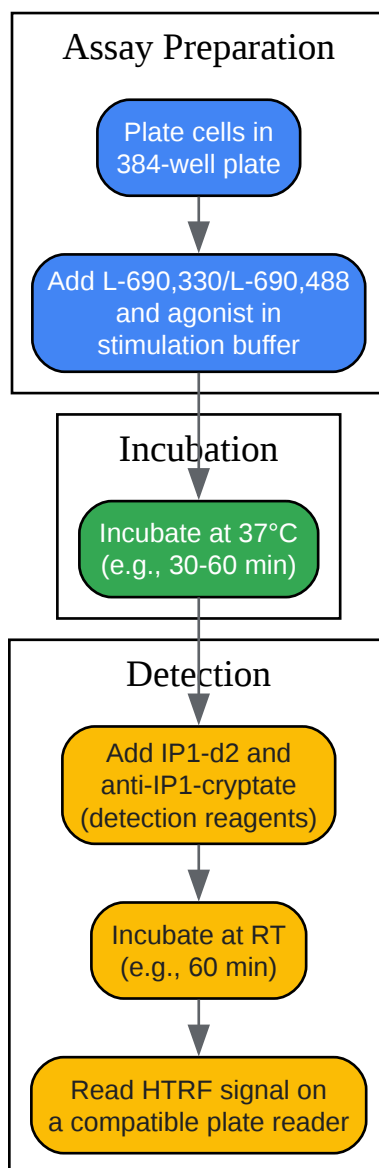 Assay Preparation
Plate cells in
384-well plate
Add L-690,330/L-690,488
and agonist in
stimulation buffer
Incubation
Incubate at 37°C
(e.g., 30-60 min)
Detection
Add IP1-d2 and
anti-IP1-cryptate
(detection reagents)
Incubate at RT
(e.g., 60 min)
Read HTRF signal on
a compatible plate reader